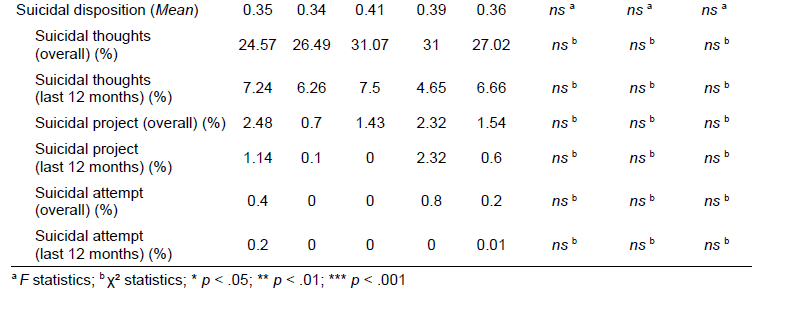 Suicidal disposition (Mean) 0.35 0.34 0.41 0.39 0.36 ns a ns a ns a
Suicidal thoughts
(overall) (%) 24.57 26.49 31.07 31 27.02 ns b ns b ns b
Suicidal thoughts
(last 12 months) (%) 7.24 6.26 7.5 4.65 6.66 ns b ns b ns b
Suicidal project (overall) (%) 2.48 0.7 1.43 2.32 1.54 ns b ns b ns b
Suicidal project
(last 12 months) (%) 1.14 0.1 0 2.32 0.6 ns b ns b ns b
Suicidal attempt
(overall) (%) 0.4 0 0 0.8 0.2 ns b ns b ns b
Suicidal attempt
(last 12 months) (%) 0.2 0 0 0 0.01 ns b ns b ns b
a F statistics; b χ² statistics; * p < .05; ** p < .01; *** p < .001